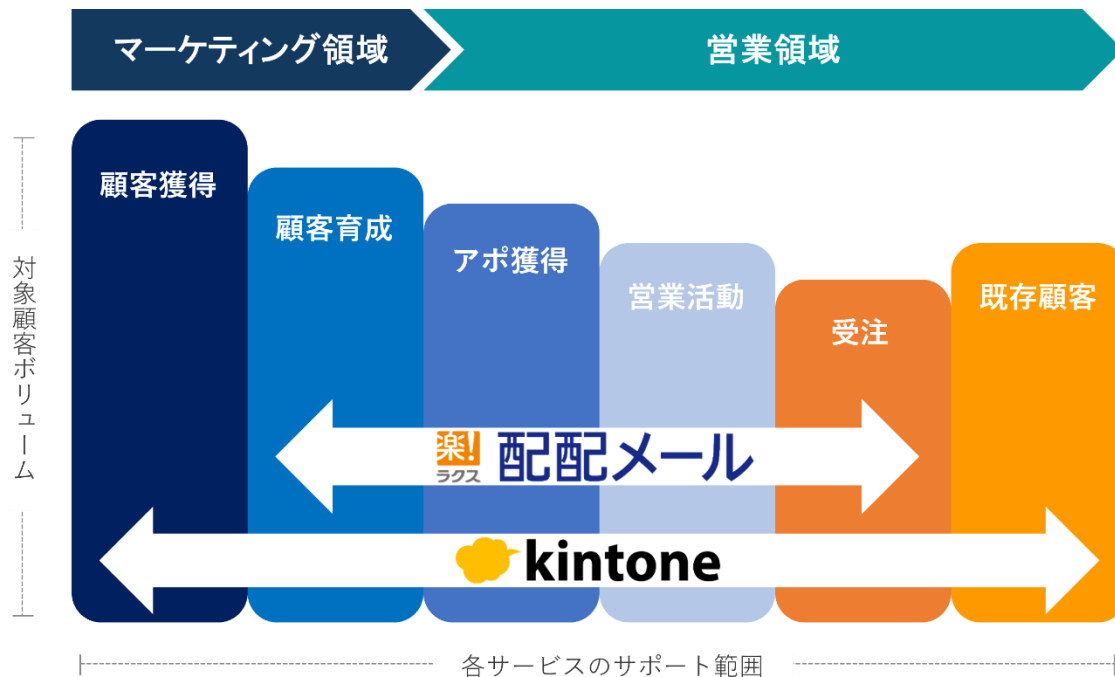 マーケティング領域
営業領域
顧客獲得
顧客育成
アポ獲得
営業活動
受注
既存顧客
対象顧客ボリューム
楽!
ラクス
配配メール
kintone
各サービスのサポート範囲